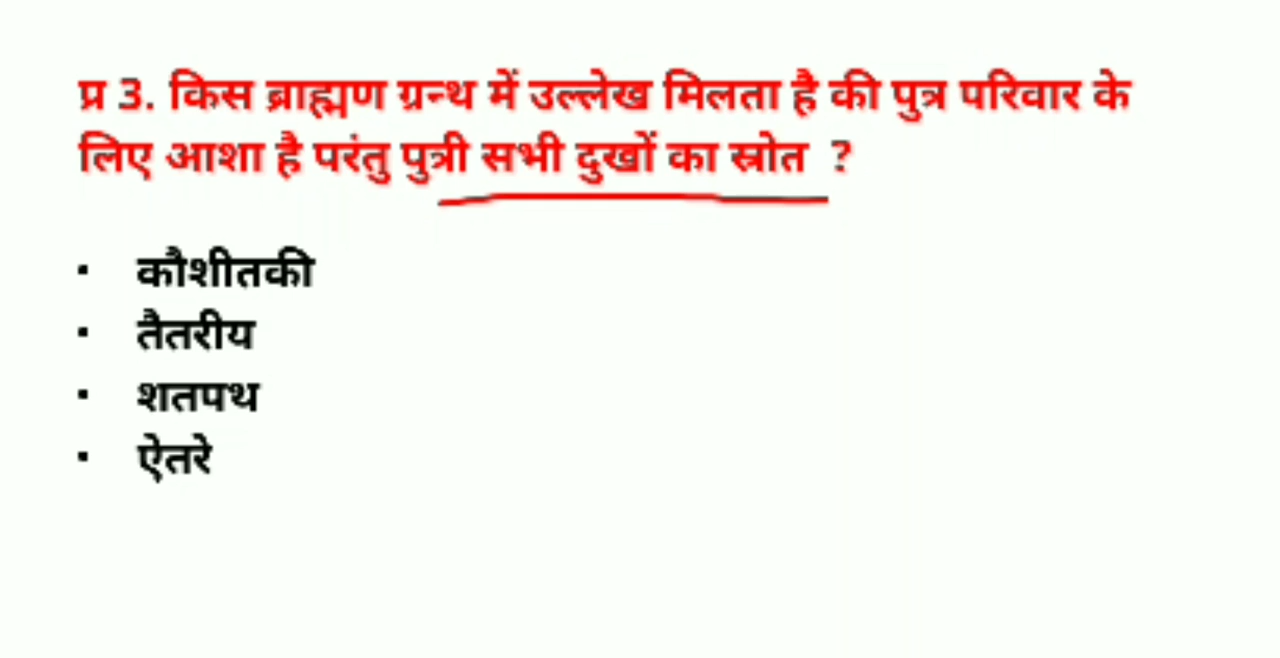 प्र 3. किस ब्राह्मण ग्रन्थ में उल्लेख मिलता है की पुत्र परिवार के
लिए आशा है परंतु पुत्री सभी दुखों का स्रोत ?
· कौशीतकी
· तैतरीय
· शतपथ
· ऐतरे